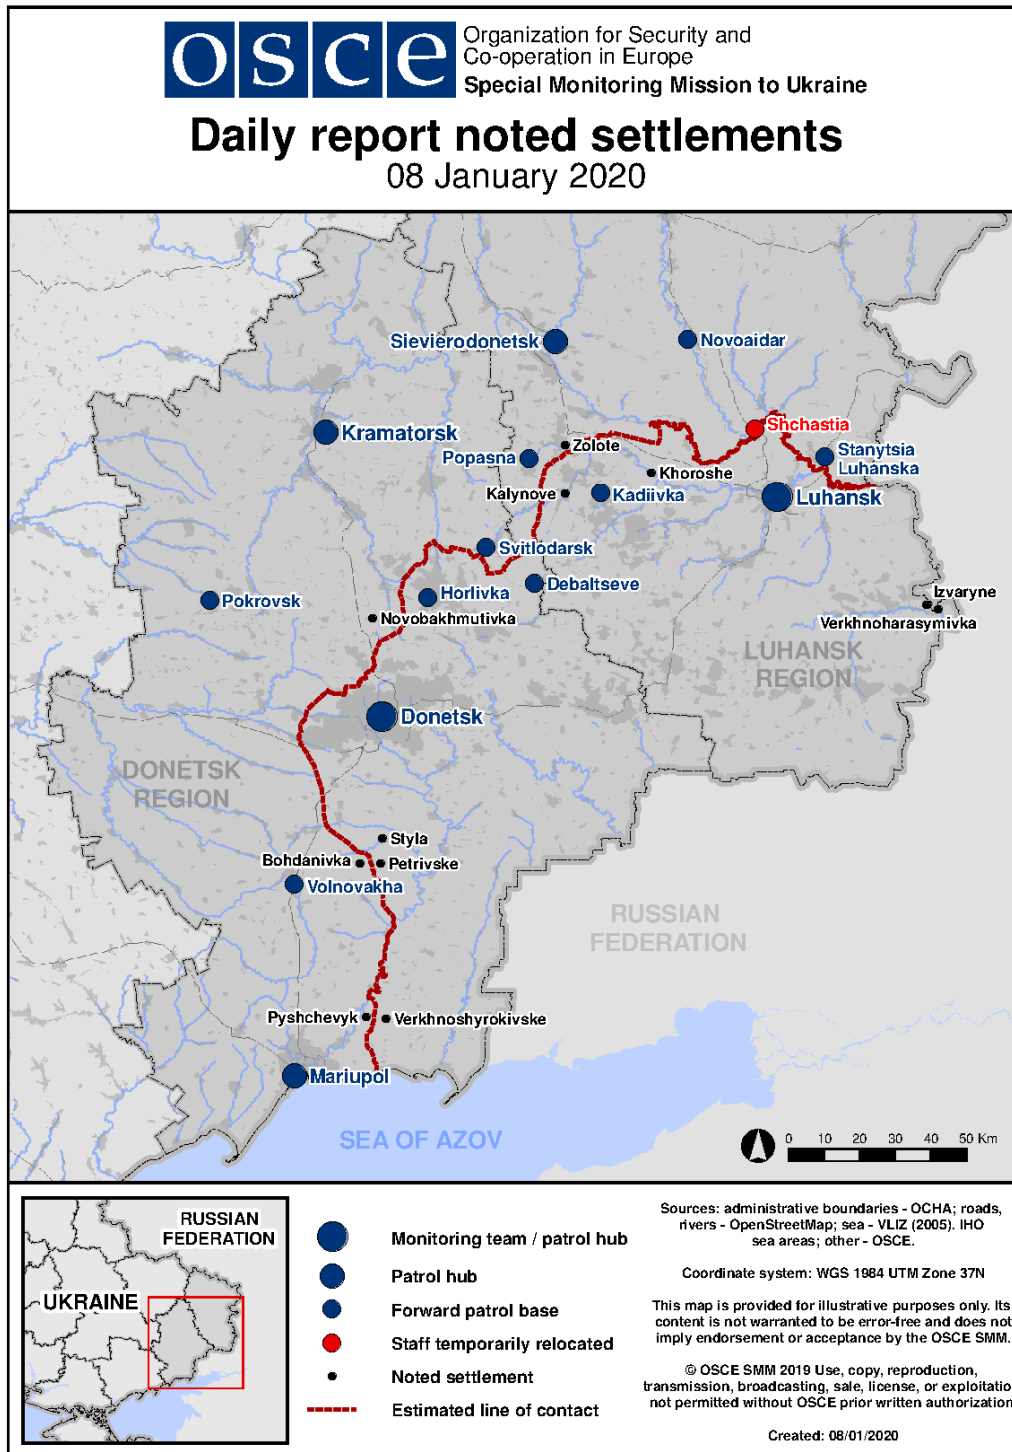 osce
Organization for Security and
Co-operation in Europe
Special Monitoring Mission to Ukraine
Daily report noted settlements
08 January 2020
Sievierodonetsk
Novoaidar
Shchastia
Kramatorsk
Zolote
Popasna
Stanytsia
Luhanska
Khoroshe
Kalynove
Kadiivka
Luhansk
Svitlodarsk
Debaltseve
Horlivka
Pokrovsk
Novobakhmutivka
Izvaryne
Verkhnoharasymivka
LUHANSK
REGION
Donetsk
DONETSK
REGION
Styla
Bohdanivka
Petrivske
Volnovakha
RUSSIAN
FEDERATION
Pyshchevyk
Verkhnoshyrokivske
Mariupol
SEA OF AZOV
0 10 20 30 40 50 Km
RUSSIAN
FEDERATION
UKRAINE
Monitoring team / patrol hub
Patrol hub
Forward patrol base
Staff temporarily relocated
Noted settlement
Estimated line of contact
Sources: administrative boundaries - OCHA; roads,
rivers - OpenStreetMap; sea - VLIZ (2005). IHO
sea areas; other - OSCE.
Coordinate system: WGS 1984 UTM Zone 37N
This map is provided for illustrative purposes only. Its
content is not warranted to be error-free and does not
imply endorsement or acceptance by the OSCE SMM.
© OSCE SMM 2019 Use, copy, reproduction,
transmission, broadcasting, sale, license, or exploitatio
not permitted without OSCE prior written authorization
Created: 08/01/2020